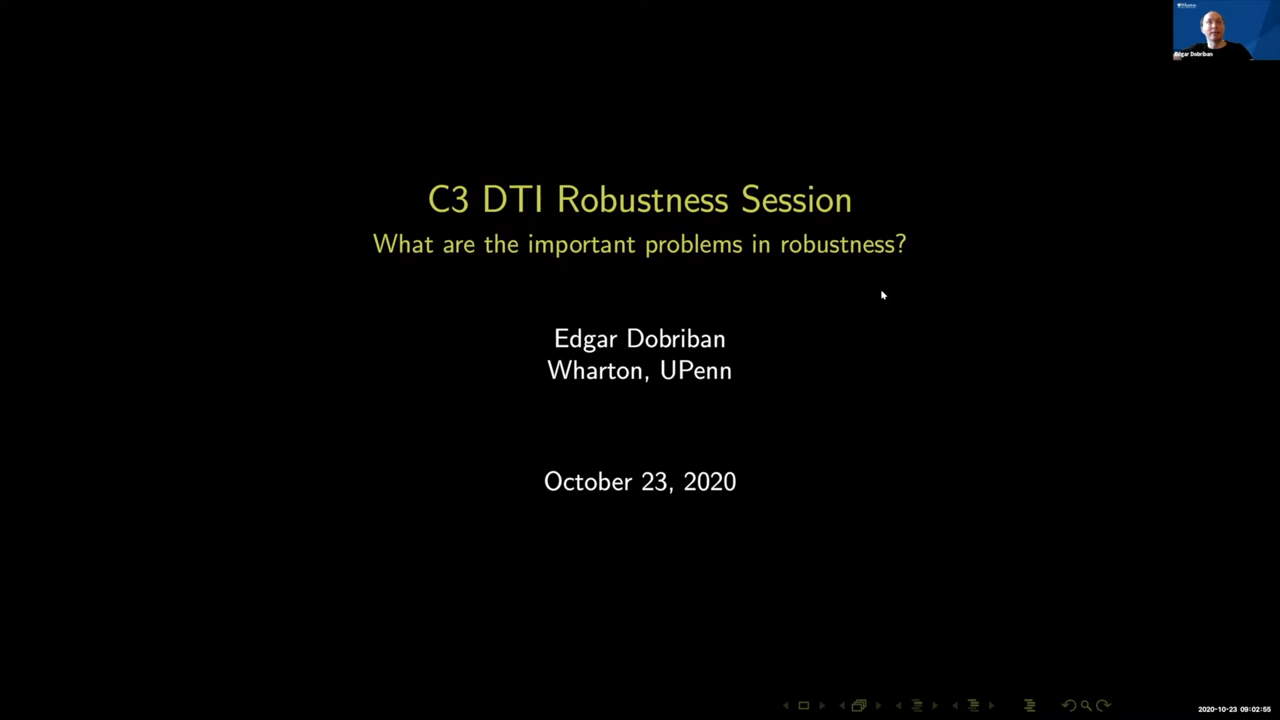 Edgar Dobriban
C3 DTI Robustness Session
What are the important problems in robustness?
Edgar Dobriban
Wharton, UPenn
October 23, 2020
2020-10-23 09:02:55